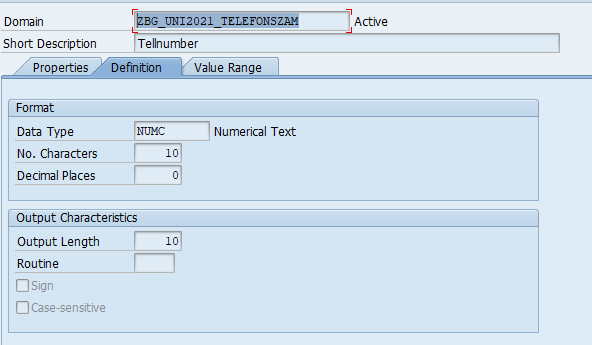 Domain ZBG_UNI2021_TELEFONSZAM Active
Short Description Tellnumber
Properties Definition Value Range
Format
Data Type NUMC Numerical Text
No. Characters 10
Decimal Places 0
Output Characteristics
Output Length 10
Routine
Sign
Case-sensitive